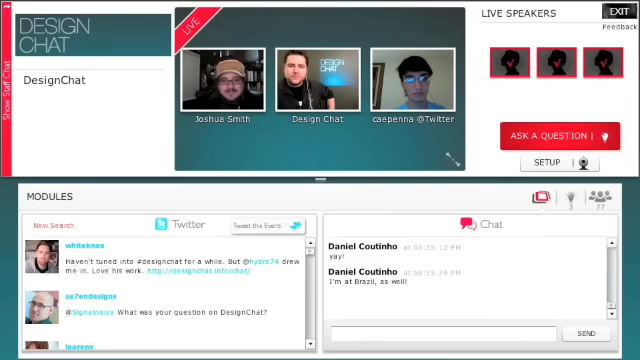 Show Staff Chat
DESIGN
CHAT
DesignChat
LIVE
DESIGN
CHAT
Joshua Smith
Design Chat
caepenna @Twitter
LIVE SPEAKERS
EXIT
Feedback
ASK A QUESTION |
SETUP |
MODULES
3
77
New Search
Twitter
Tweet this Event!
whiteknee
Haven't tuned into #designchat for a while. But @hydro74 drew
me in. Love his work. http://designchat.info/chat/
se7endesigns
@Signalnoise What was your question on DesignChat?
laarens
Chat
Daniel Coutinho at 08:55:13 PM
yay!
Daniel Coutinho at 08:55:34 PM
I'm at Brazil, as well!
SEND